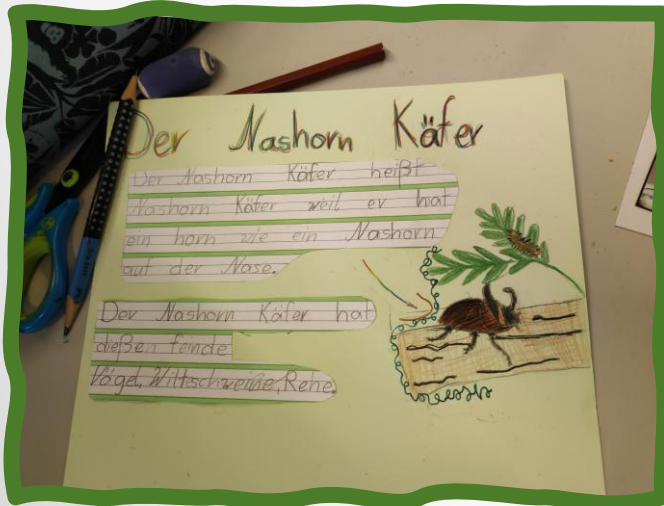 Der Nashorn Käfer
Der Nashorn Käfer heißt
Nashorn Käfer weil er hat
ein horn wie ein Nashorn
auf der Nase.
Der Nashorn Käfer hat
dießen feinde
Vögel, Wiltschweine, Rehe